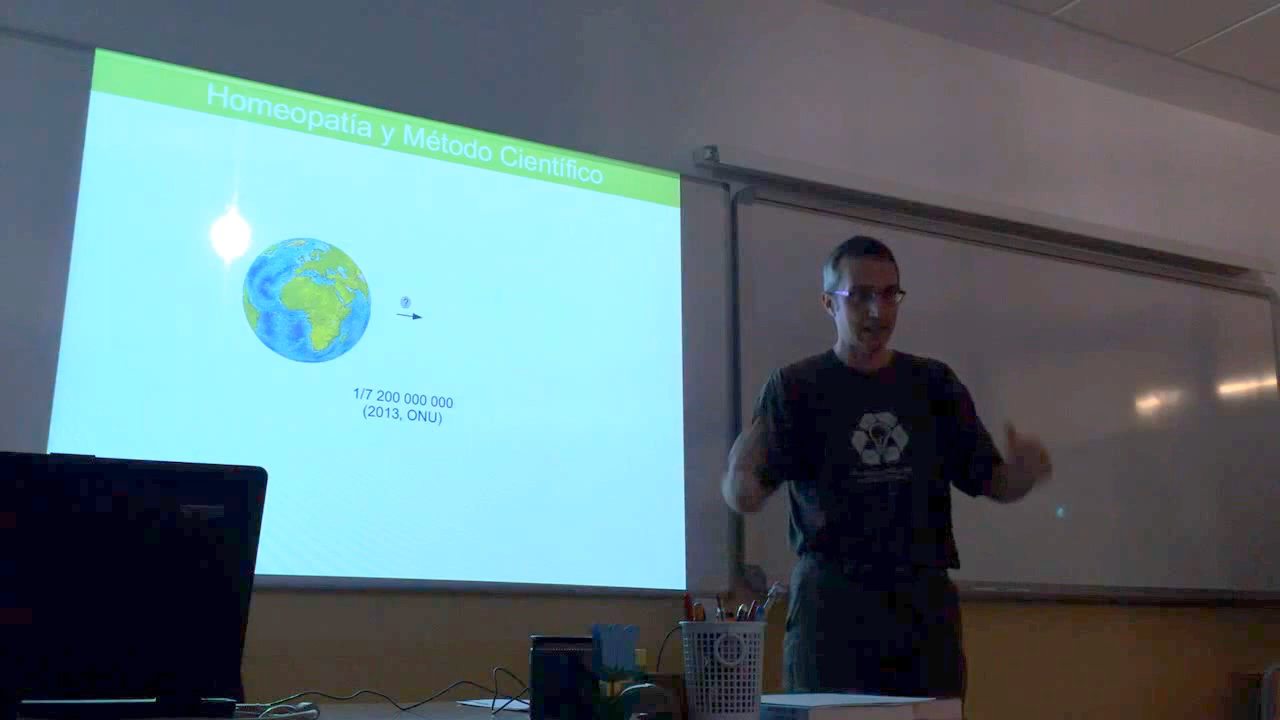 Homeopatía y Método Científico
?
1/7 200 000 000
(2013, ONU)